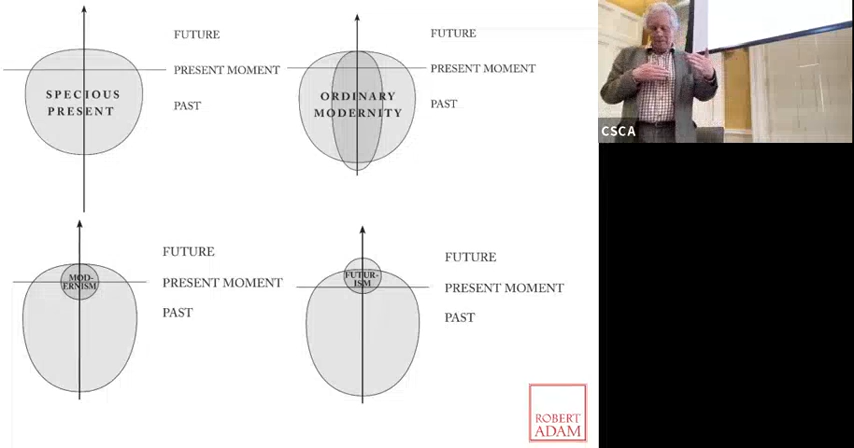 FUTURE
PRESENT MOMENT
PAST
SPECIOUS
PRESENT
FUTURE
PRESENT MOMENT
PAST
ORDINARY
MODERNITY
CSCA
FUTURE
PRESENT MOMENT
PAST
MOD-
ERNISM
FUTURE
PRESENT MOMENT
PAST
FUTUR-
ISM
ROBERT
ADAM